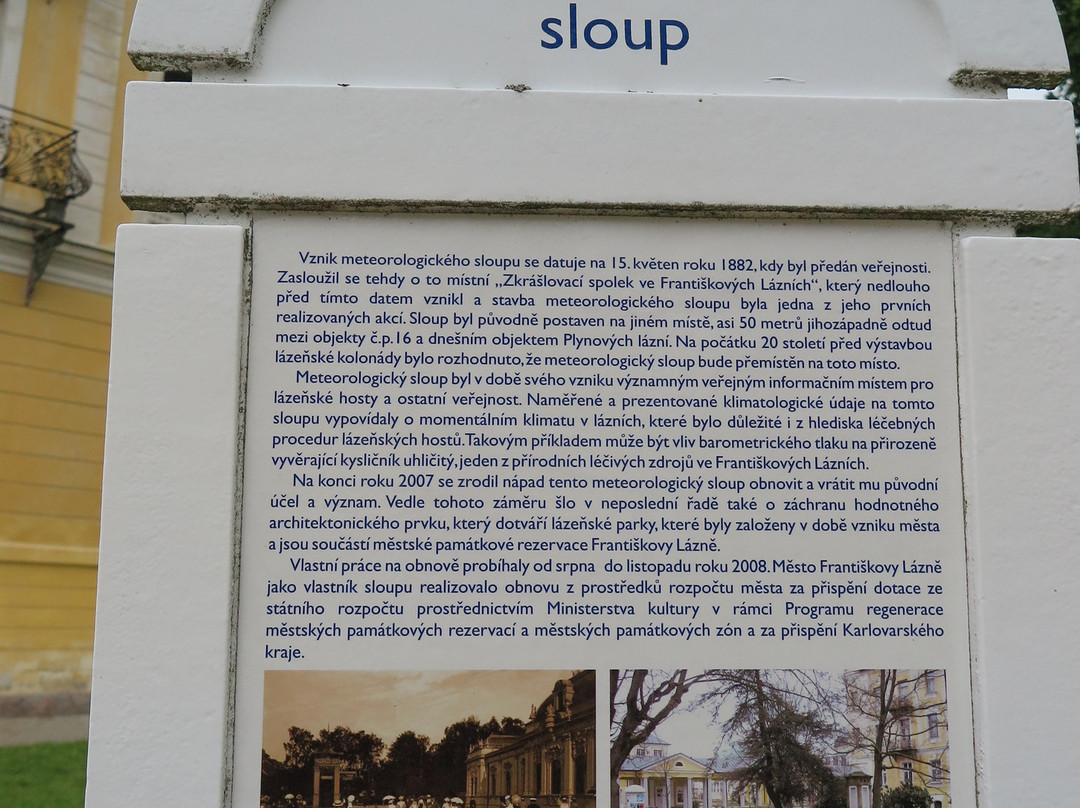 sloup
Vznik meteorologického sloupu se datuje na 15. květen roku 1882, kdy byl předán veřejnosti.
Zasloužil se tehdy o to místní „Zkrášlovací spolek ve Františkových Lázních“, který nedlouho
před tímto datem vznikl a stavba meteorologického sloupu byla jedna z jeho prvních
realizovaných akcí. Sloup byl původně postaven na jiném místě, asi 50 metrů jihozápadně odtud
mezi objekty č.p.16 a dnešním objektem Plynových lázní. Na počátku 20 století před výstavbou
lázeňské kolonády bylo rozhodnuto, že meteorologický sloup bude přemístěn na toto místo.
Meteorologický sloup byl v době svého vzniku významným veřejným informačním místem pro
lázeňské hosty a ostatní veřejnost. Naměřené a prezentované klimatologické údaje na tomto
sloupu vypovídaly o momentálním klimatu v lázních, které bylo důležité i z hlediska léčebných
procedur lázeňských hostů. Takovým příkladem může být vliv barometrického tlaku na přirozeně
vyvěrající kysličník uhličitý, jeden z přírodních léčivých zdrojů ve Františkových Lázních.
Na konci roku 2007 se zrodil nápad tento meteorologický sloup obnovit a vrátit mu původní
účel a význam. Vedle tohoto záměru šlo v neposlední řadě také o záchranu hodnotného
architektonického prvku, který dotváří lázeňské parky, které byly založeny v době vzniku města
a jsou součástí městské památkové rezervace Františkovy Lázně.
Vlastní práce na obnově probíhaly od srpna do listopadu roku 2008. Město Františkovy Lázně
jako vlastník sloupu realizovalo obnovu z prostředků rozpočtu města za přispění dotace ze
státního rozpočtu prostřednictvím Ministerstva kultury v rámci Programu regenerace
městských památkových rezervací a městských památkových zón a za přispění Karlovarského
kraje.